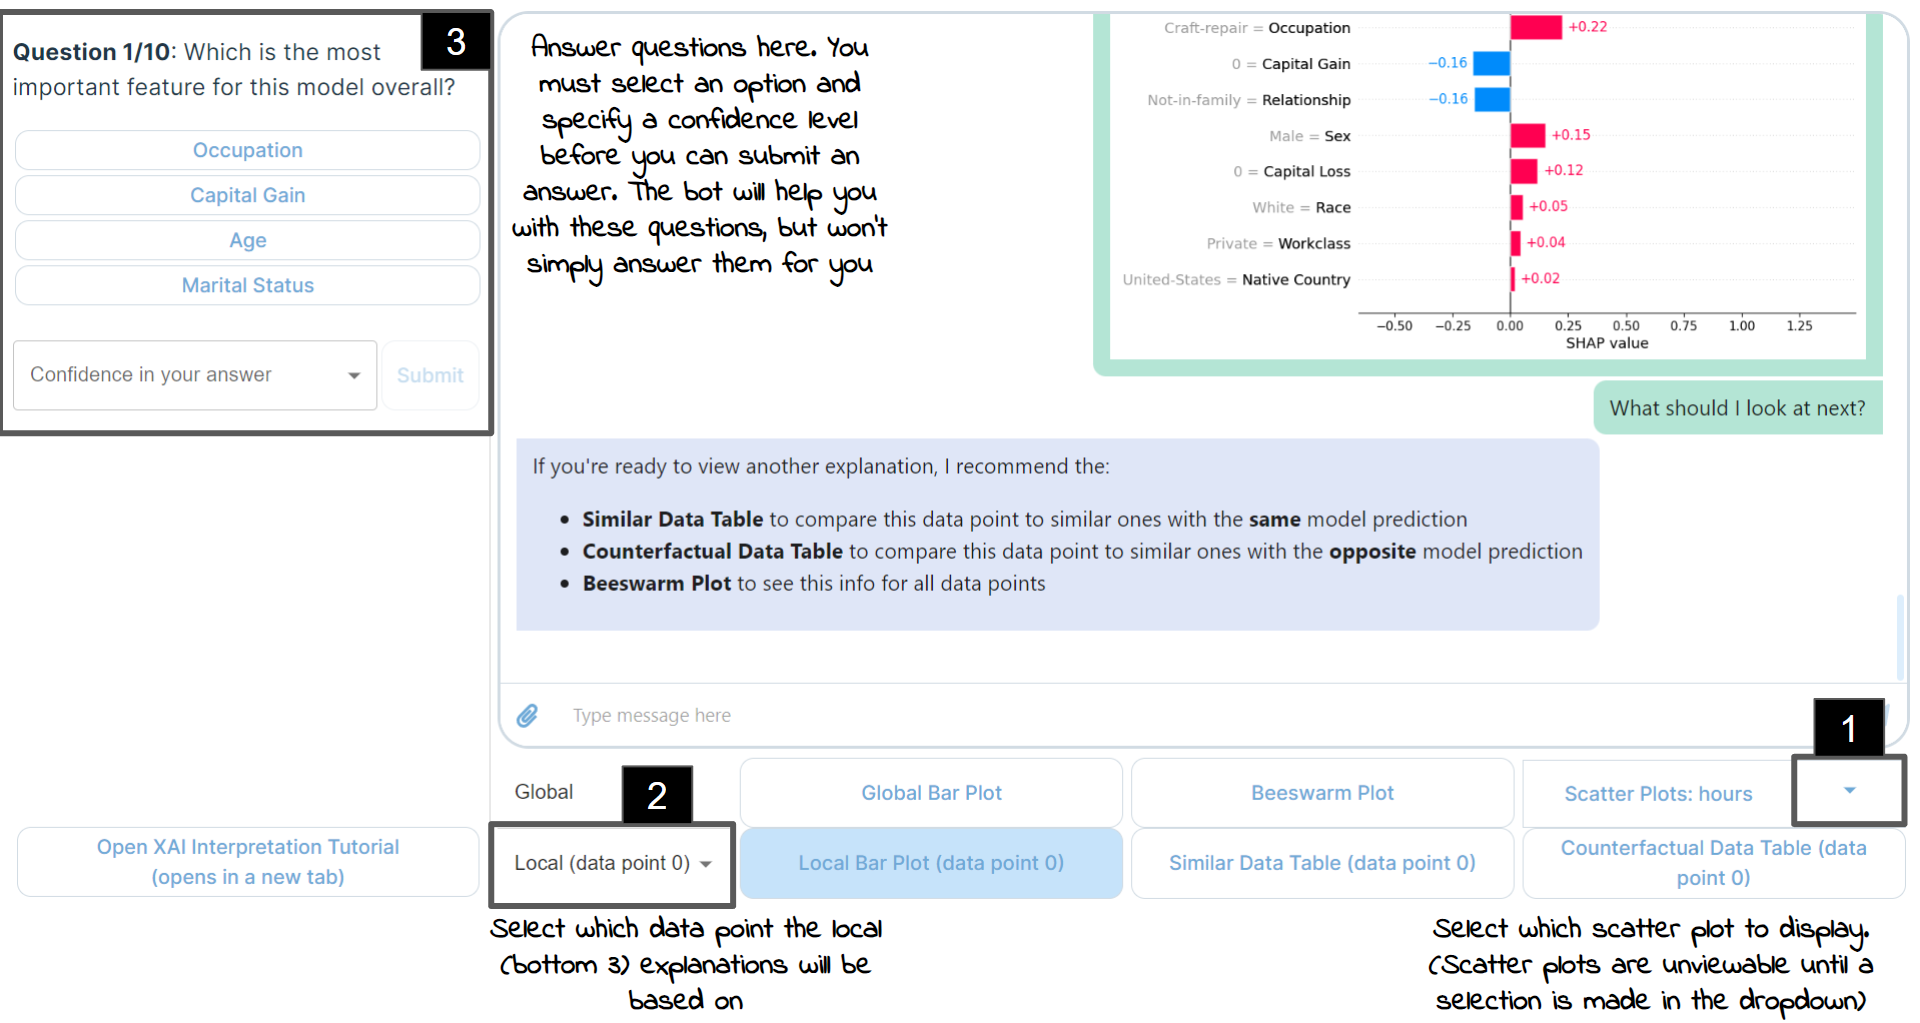 Question 1/10: Which is the most
important feature for this model overall?
3
Occupation
Capital Gain
Age
Marital Status
Confidence in your answer
Submit
Answer questions here. You
must select an option and
specify a confidence level
before you can submit an
answer. The bot will help you
with these questions, but won't
simply answer them for you
Craft-repair = Occupation +0.22
0 = Capital Gain −0.16
Not-in-family = Relationship −0.16
Male = Sex +0.15
0 = Capital Loss +0.12
White = Race +0.05
Private = Workclass +0.04
United-States = Native Country +0.02
−0.50 −0.25 0.00 0.25 0.50 0.75 1.00 1.25
SHAP value
What should I look at next?
If you're ready to view another explanation, I recommend the:
• Similar Data Table to compare this data point to similar ones with the same model prediction
• Counterfactual Data Table to compare this data point to similar ones with the opposite model prediction
• Beeswarm Plot to see this info for all data points
Type message here
1
Global
2
Global Bar Plot
Beeswarm Plot
Scatter Plots: hours
Open XAI Interpretation Tutorial
(opens in a new tab)
Local (data point 0)
Local Bar Plot (data point 0)
Similar Data Table (data point 0)
Counterfactual Data Table (data
point 0)
Select which data point the local
(bottom 3) explanations will be
based on
Select which scatter plot to display.
(Scatter plots are unviewable until a
selection is made in the dropdown)